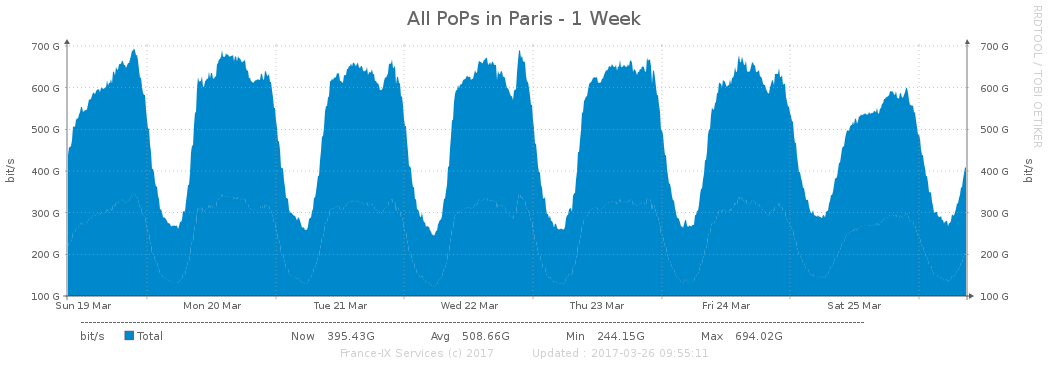 All PoPs in Paris - 1 Week
RRDTOOL / TOBI OETIKER
700 G 700 G
600 G 600 G
500 G 500 G
400 G 400 G
300 G 300 G
200 G 200 G
100 G 100 G
bit/s bit/s
Sun 19 Mar Mon 20 Mar Tue 21 Mar Wed 22 Mar Thu 23 Mar Fri 24 Mar Sat 25 Mar
bit/s Total Now 395.43G Avg 508.66G Min 244.15G Max 694.02G
France-IX Services (c) 2017 Updated : 2017-03-26 09:55:11